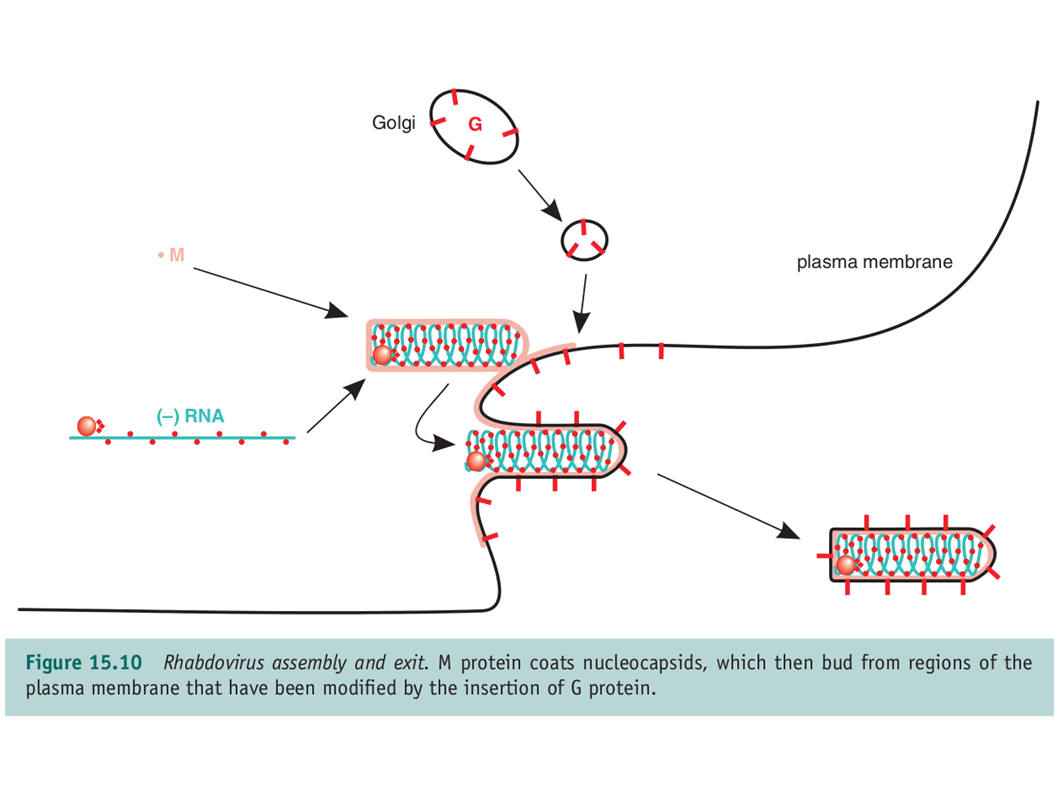 Golgi
G
• M
plasma membrane
(–) RNA
Figure 15.10 Rhabdovirus assembly and exit. M protein coats nucleocapsids, which then bud from regions of the
plasma membrane that have been modified by the insertion of G protein.